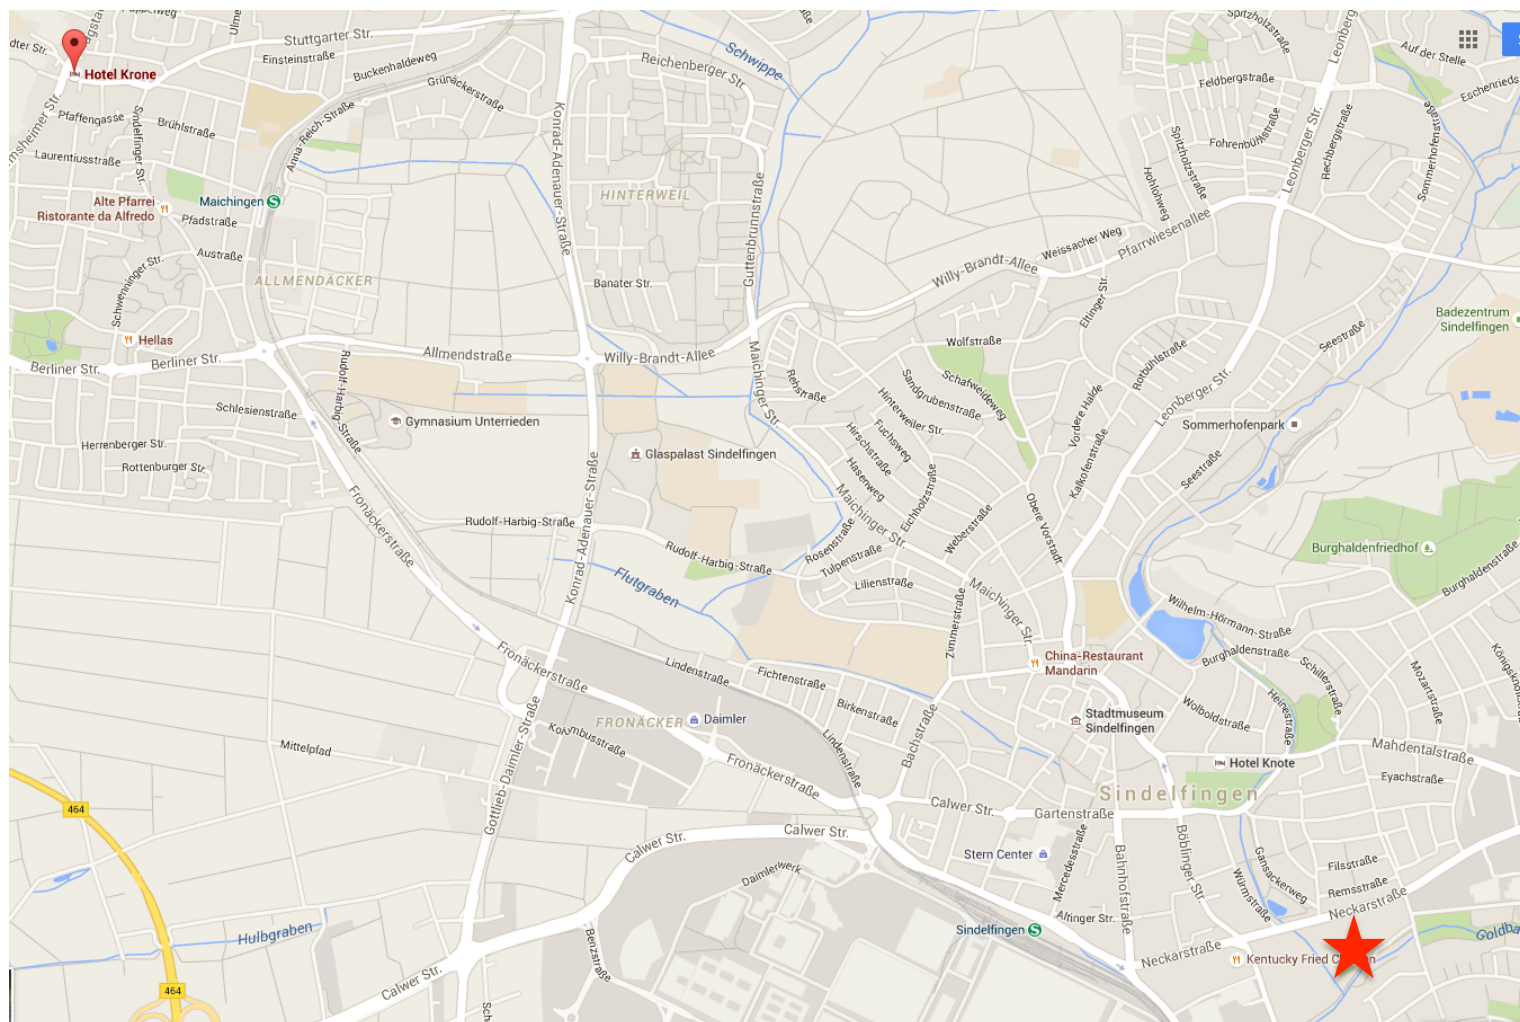 Stuttgarter Str.
Einsteinstraße
Buckenhaldeweg
Grünäckerstraße
Hotel Krone
Pfaffengasse
Brühlstraße
Sindelfinger Str.
Anna-Reich-Straße
Laurentiusstraße
Alte Pfarrei
Ristorante da Alfredo
Maichingen
S
Pfadstraße
Austraße
Schwenninger Str.
ALLMENDÄCKER
Hellas
Berliner Str.
Berliner Str.
Allmendstraße
Rudolf-Harbig-Straße
Schlesienstraße
Herrenberger Str.
Rottenburger Str.
Gymnasium Unterrieden
Fronäckerstraße
Rudolf-Harbig-Straße
Konrad-Adenauer-Straße
Konrad-Adenauer-Straße
Reichenberger Str.
Schwippe
HINTERWEIL
Guttenbrunnstraße
Banater Str.
Willy-Brandt-Allee
Maichinger Str.
Glaspalast Sindelfingen
Rudolf-Harbig-Straße
Flutgraben
Willy-Brandt-Allee
Weissacher Weg
Pfarrwiesenallee
Hohlohweg
Spitzholzstraße
Spitzholzstraße
Feldbergstraße
Fohrenbühlstraße
Leonberger Str.
Leonberg
Rechbergstraße
Auf der Stelle
Eschenrieds
Sommerhofenstraße
Eltinger Str.
Wolfstraße
Schafweideweg
Sandgrubenstraße
Hinterweiler Str.
Rehstraße
Fuchsweg
Hirschstraße
Hasenweg
Eichholzstraße
Maichinger Str.
Weberstraße
Rosenstraße
Tulpenstraße
Lilienstraße
Obere Vorstadt
Vordere Halde
Kalkofenstraße
Rotbühlstraße
Leonberger Str.
Sommerhofenpark
Seestraße
Seestraße
Badezentrum
Sindelfingen
Burghaldenfriedhof
Burghaldenstraße
Wilhelm-Hörmann-Straße
Burghaldenstraße
Schillerstraße
Mozartstraße
Heinestraße
Wolboldstraße
Maichinger Str.
Zimmerstraße
China-Restaurant
Mandarin
Stadtmuseum
Sindelfingen
Hotel Knote
Mahdentalstraße
Eyachstraße
Sindelfingen
Lindenstraße
Fichtenstraße
Birkenstraße
Lindenstraße
Bachstraße
Fronäckerstraße
FRONÄCKER
Daimler
Fronäckerstraße
Gottlieb-Daimler-Straße
Mittelpfad
464
464
Calwer Str.
Calwer Str.
Calwer Str.
Calwer Str.
Gartenstraße
Stern Center
Mercedesstraße
Bahnhofstraße
Böblinger Str.
Gansackerweg
Würmstraße
Filsstraße
Remsstraße
Neckarstraße
Daimlerwerk
Hulbgraben
Benzstraße
Sindelfingen
S
Neckarstraße
Kentucky Fried